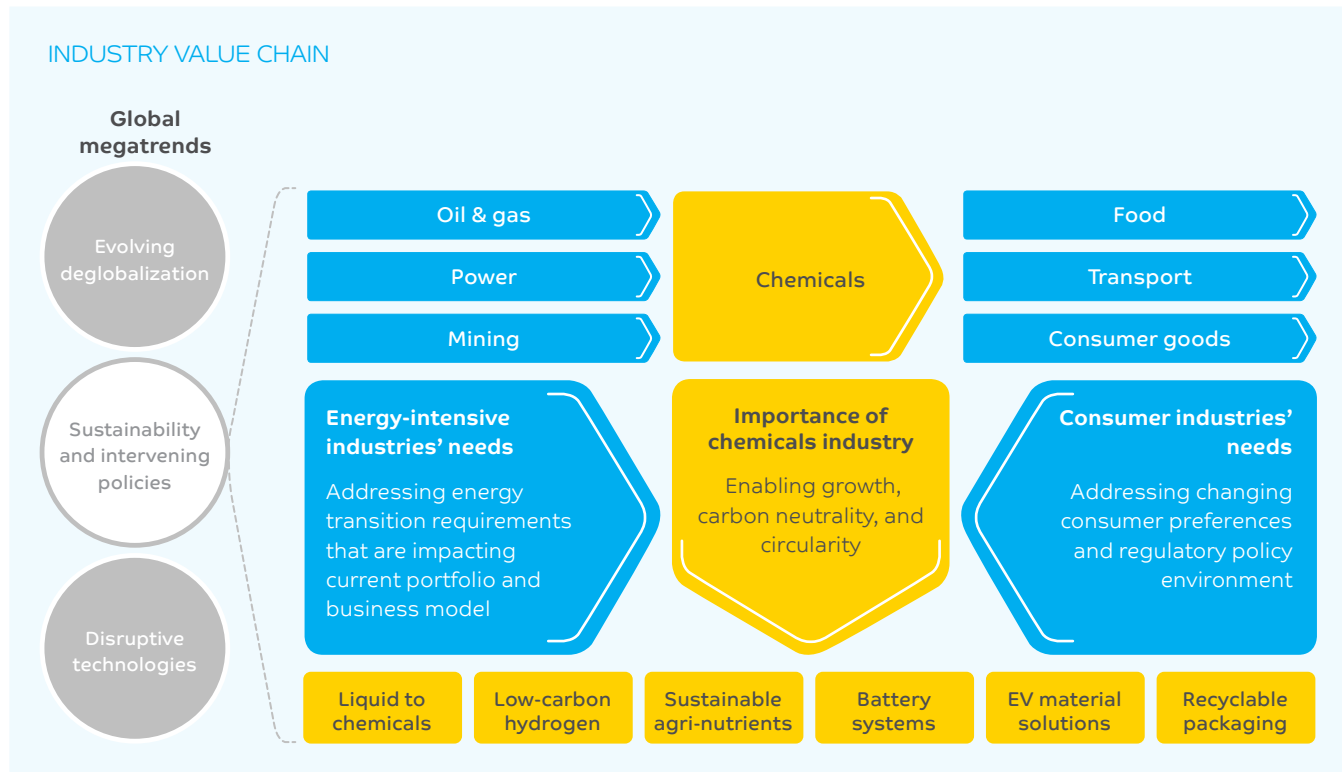 INDUSTRY VALUE CHAIN
Global
megatrends
Evolving
deglobalization
Sustainability
and intervening
policies
Disruptive
technologies
Oil & gas
Power
Mining
Chemicals
Food
Transport
Consumer goods
Energy-intensive
industries’ needs
Addressing energy
transition requirements
that are impacting
current portfolio and
business model
Importance of
chemicals industry
Enabling growth,
carbon neutrality, and
circularity
Consumer industries’
needs
Addressing changing
consumer preferences
and regulatory policy
environment
Liquid to
chemicals
Low-carbon
hydrogen
Sustainable
agri-nutrients
Battery
systems
EV material
solutions
Recyclable
packaging